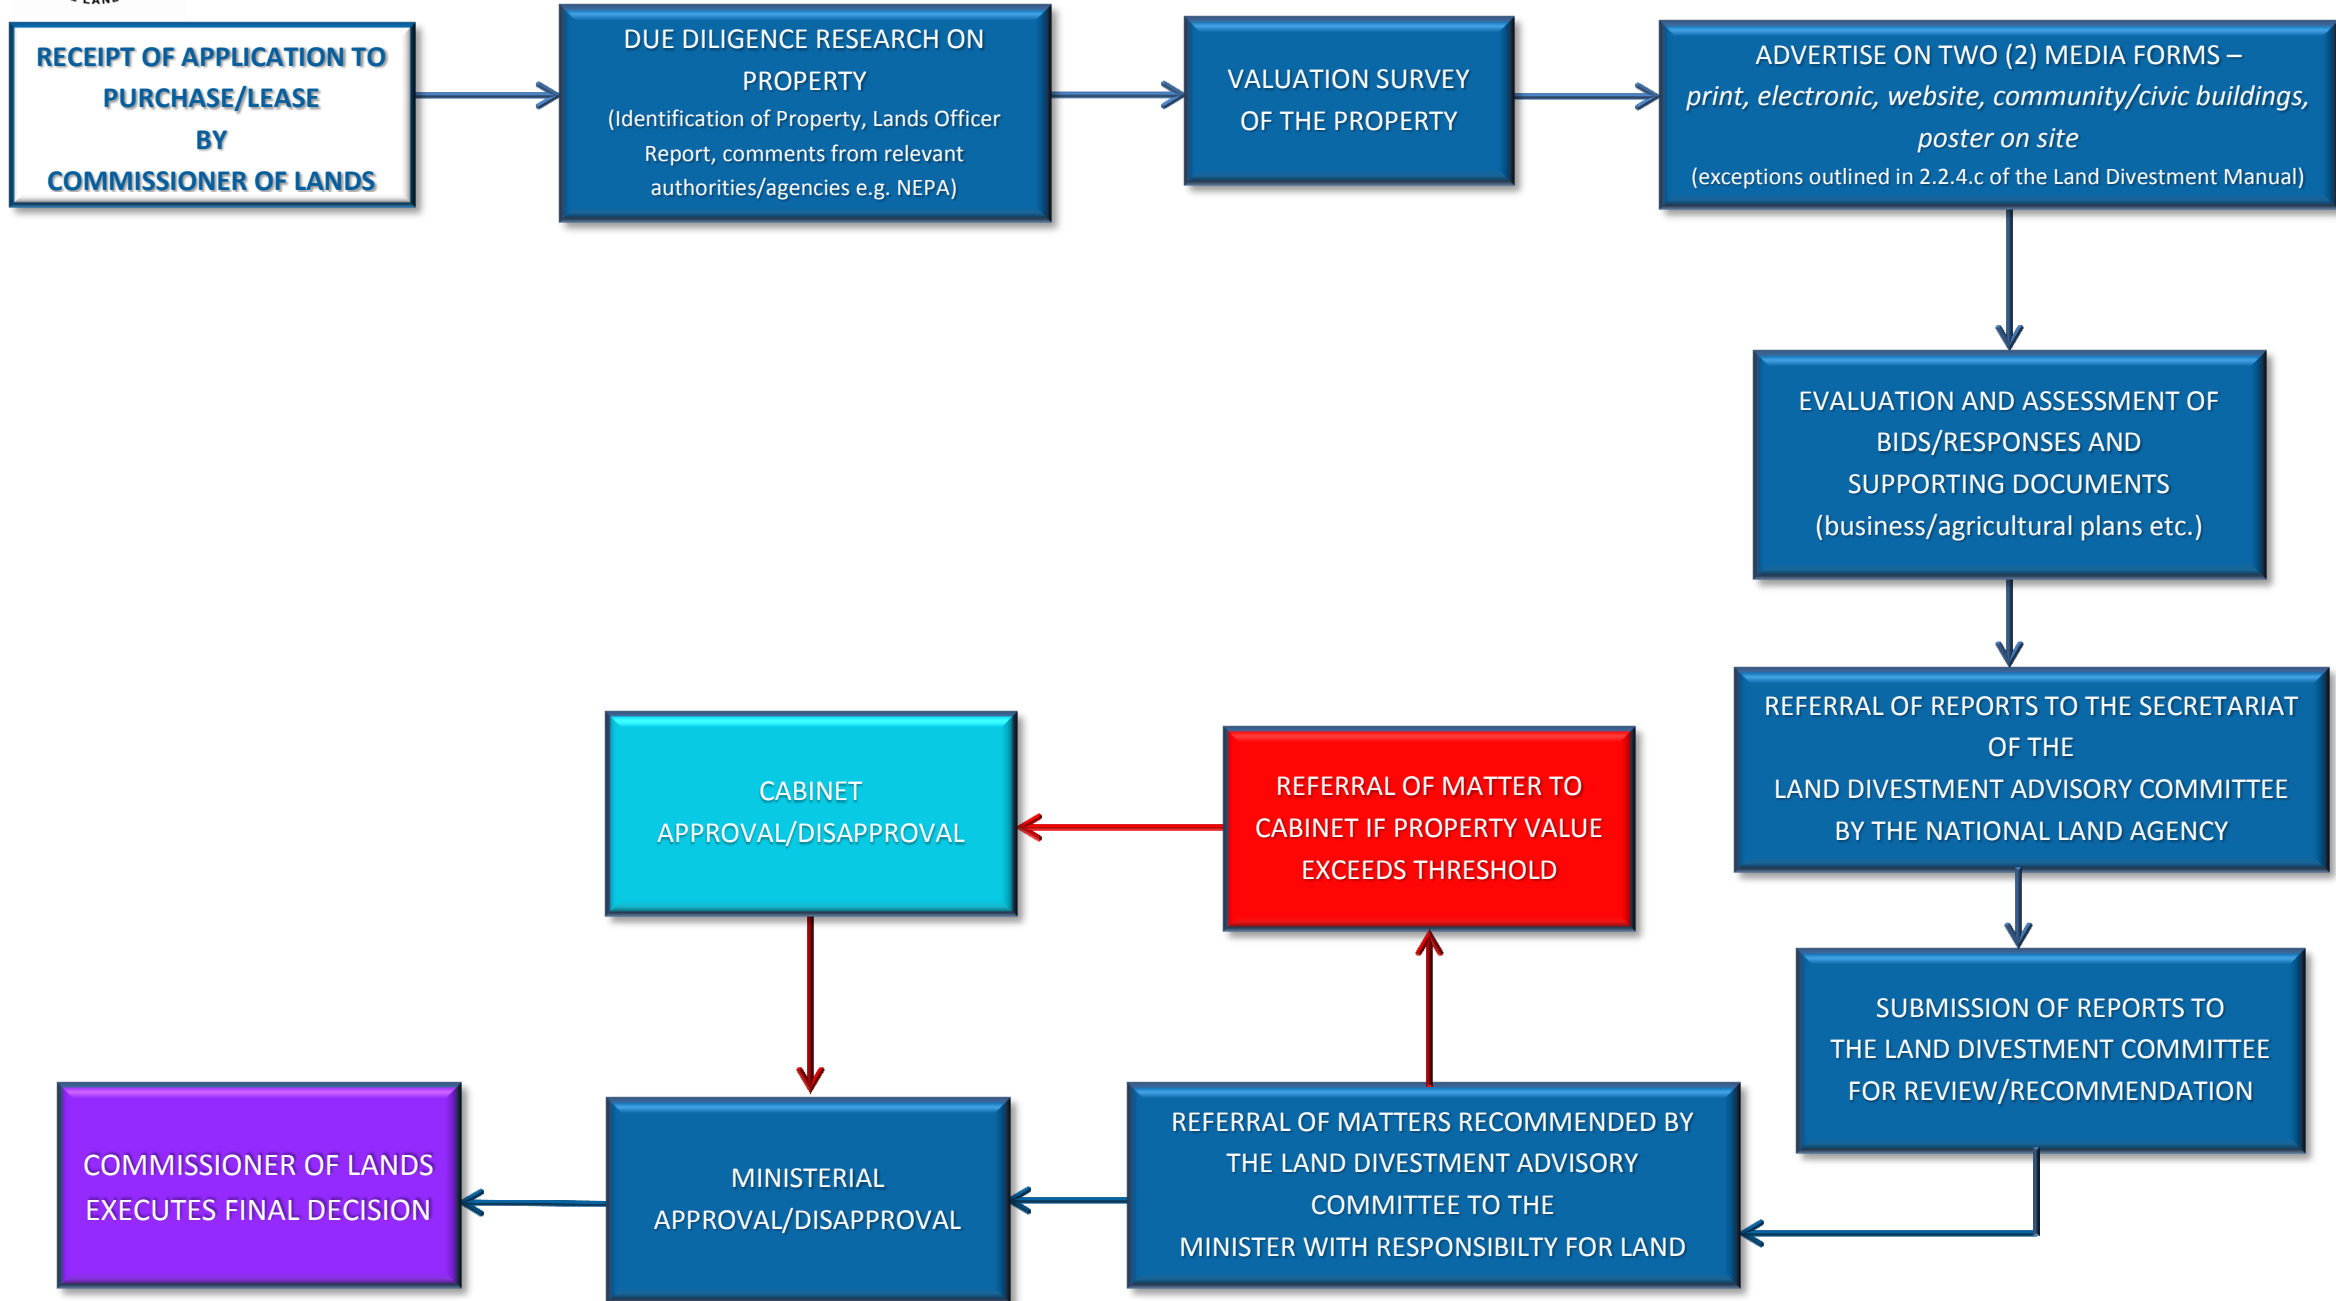 LAND
RECEIPT OF APPLICATION TO
PURCHASE/LEASE
BY
COMMISSIONER OF LANDS
DUE DILIGENCE RESEARCH ON
PROPERTY
(Identification of Property, Lands Officer
Report, comments from relevant
authorities/agencies e.g. NEPA)
VALUATION SURVEY
OF THE PROPERTY
ADVERTISE ON TWO (2) MEDIA FORMS –
print, electronic, website, community/civic buildings,
poster on site
(exceptions outlined in 2.2.4.c of the Land Divestment Manual)
EVALUATION AND ASSESSMENT OF
BIDS/RESPONSES AND
SUPPORTING DOCUMENTS
(business/agricultural plans etc.)
REFERRAL OF REPORTS TO THE SECRETARIAT
OF THE
LAND DIVESTMENT ADVISORY COMMITTEE
BY THE NATIONAL LAND AGENCY
SUBMISSION OF REPORTS TO
THE LAND DIVESTMENT COMMITTEE
FOR REVIEW/RECOMMENDATION
REFERRAL OF MATTERS RECOMMENDED BY
THE LAND DIVESTMENT ADVISORY
COMMITTEE TO THE
MINISTER WITH RESPONSIBILTY FOR LAND
REFERRAL OF MATTER TO
CABINET IF PROPERTY VALUE
EXCEEDS THRESHOLD
CABINET
APPROVAL/DISAPPROVAL
MINISTERIAL
APPROVAL/DISAPPROVAL
COMMISSIONER OF LANDS
EXECUTES FINAL DECISION